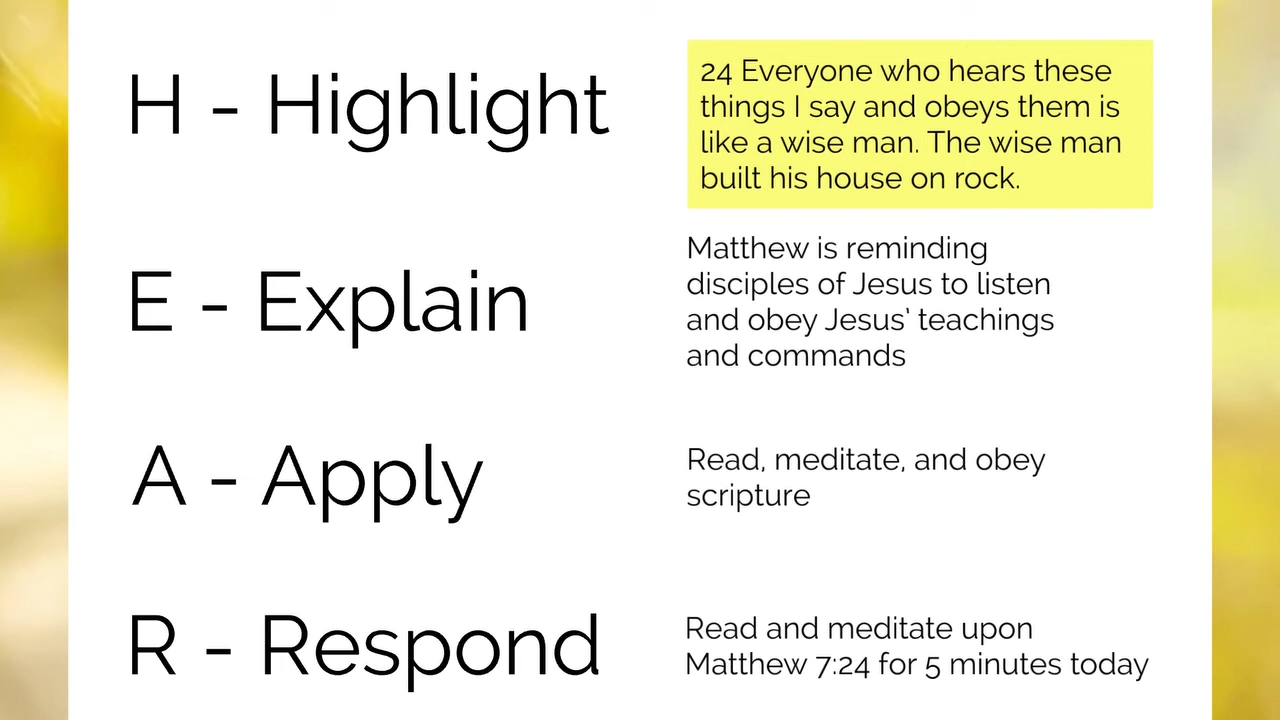 H - Highlight
24 Everyone who hears these
things I say and obeys them is
like a wise man. The wise man
built his house on rock.
E - Explain
Matthew is reminding
disciples of Jesus to listen
and obey Jesus' teachings
and commands
A - Apply
Read, meditate, and obey
scripture
R - Respond
Read and meditate upon
Matthew 7:24 for 5 minutes today